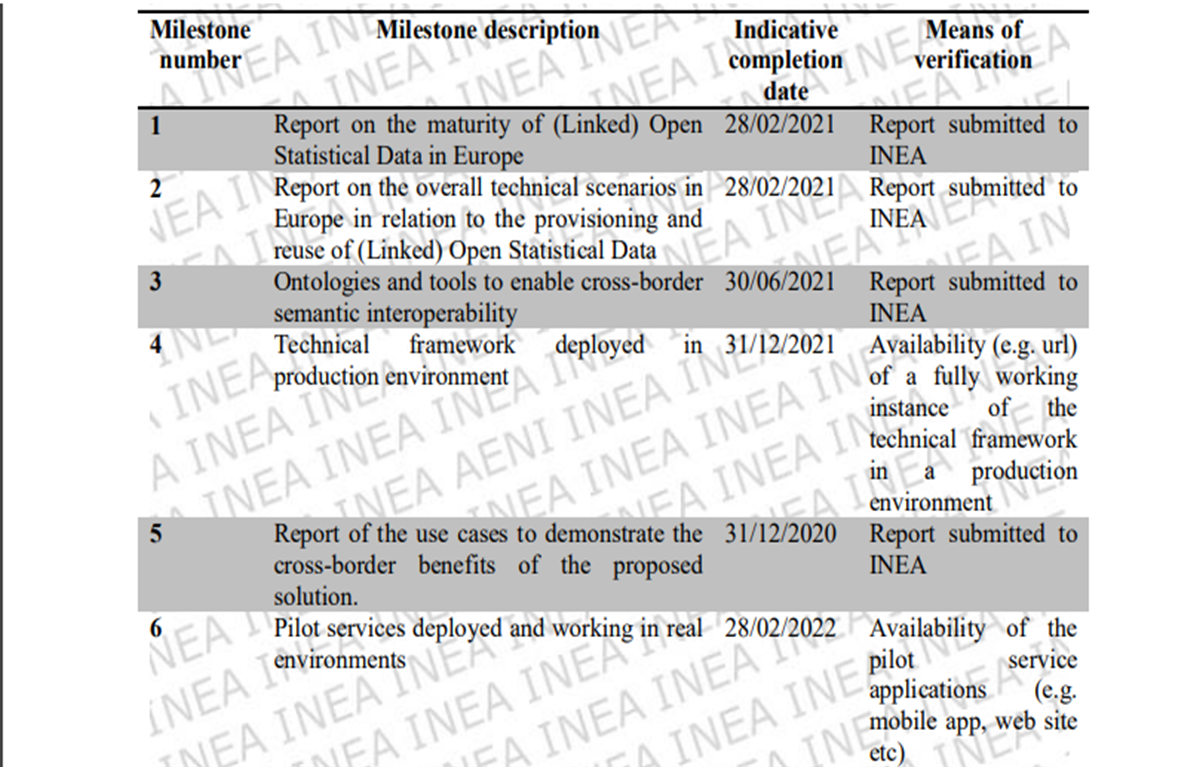 Milestone number Milestone description Indicative completion date Means of verification
1 Report on the maturity of (Linked) Open 28/02/2021 Report submitted to
Statistical Data in Europe INEA
2 Report on the overall technical scenarios in 28/02/2021 Report submitted to
Europe in relation to the provisioning and INEA
reuse of (Linked) Open Statistical Data
3 Ontologies and tools to enable cross-border 30/06/2021 Report submitted to
semantic interoperability INEA
4 Technical framework deployed in 31/12/2021 Availability (e.g. url)
production environment of a fully working
instance of the
technical framework
in a production
environment
5 Report of the use cases to demonstrate the 31/12/2020 Report submitted to
cross-border benefits of the proposed INEA
solution.
6 Pilot services deployed and working in real 28/02/2022 Availability of the
environments pilot service
applications (e.g.
mobile app, web site
etc)